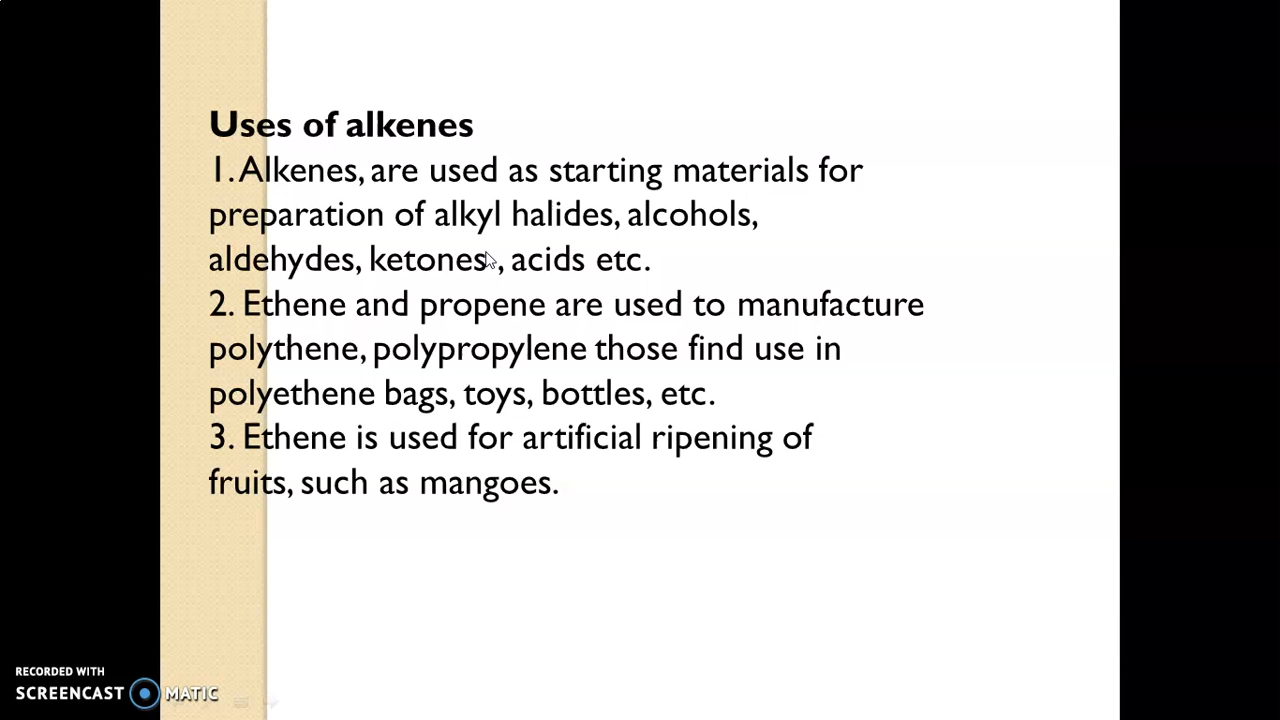 Uses of alkenes
1. Alkenes, are used as starting materials for
preparation of alkyl halides, alcohols,
aldehydes, ketones , acids etc.
2. Ethene and propene are used to manufacture
polythene, polypropylene those find use in
polyethene bags, toys, bottles, etc.
3. Ethene is used for artificial ripening of
fruits, such as mangoes.
RECORDED WITH
SCREENCAST MATIC